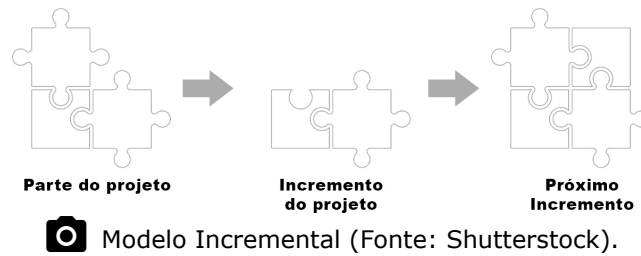 Parte do projeto
Incremento
do projeto
Próximo
Incremento
Modelo Incremental (Fonte: Shutterstock).